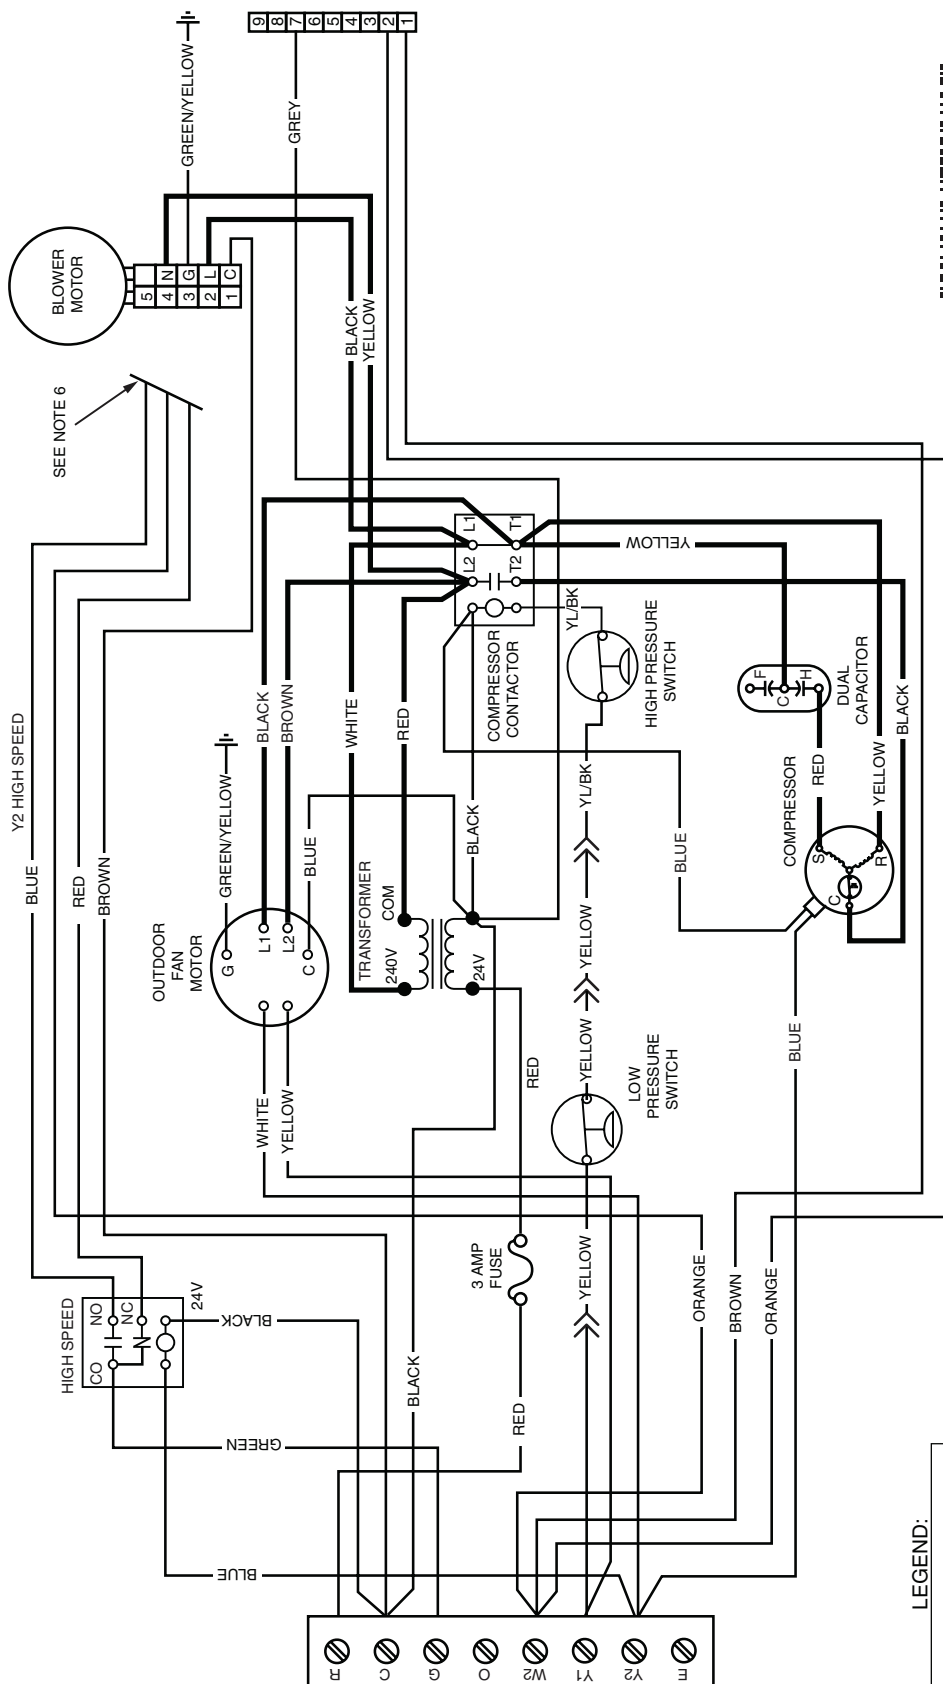 9
8
7
6
5
4
3
2
1
GREEN/YELLOW
GREY
BLOWER
MOTOR
5
4
3
2
1
N
G
L
C
SEE NOTE 6
BLACK
YELLOW
Y2 HIGH SPEED
BLUE
RED
BROWN
L1
L2
T1
T2
YELLOW
YL/BK
COMPRESSOR
CONTACTOR
HIGH PRESSURE
SWITCH
BLACK
BROWN
WHITE
RED
GREEN/YELLOW
BLUE
BLACK
YL/BK
BLUE
F
C
H
DUAL
CAPACITOR
BLACK
RED
YELLOW
COMPRESSOR
S
R
C
OUTDOOR
FAN
MOTOR
G
L1
L2
C
TRANSFORMER
COM
240V
24V
YELLOW
YELLOW
RED
LOW
PRESSURE
SWITCH
BLUE
WHITE
YELLOW
3 AMP
FUSE
YELLOW
ORANGE
BROWN
ORANGE
HIGH SPEED
CO
NO
NC
24V
BLACK
BLACK
RED
GREEN
BLUE
R
C
G
O
W2
Y1
Y2
E
LEGEND: